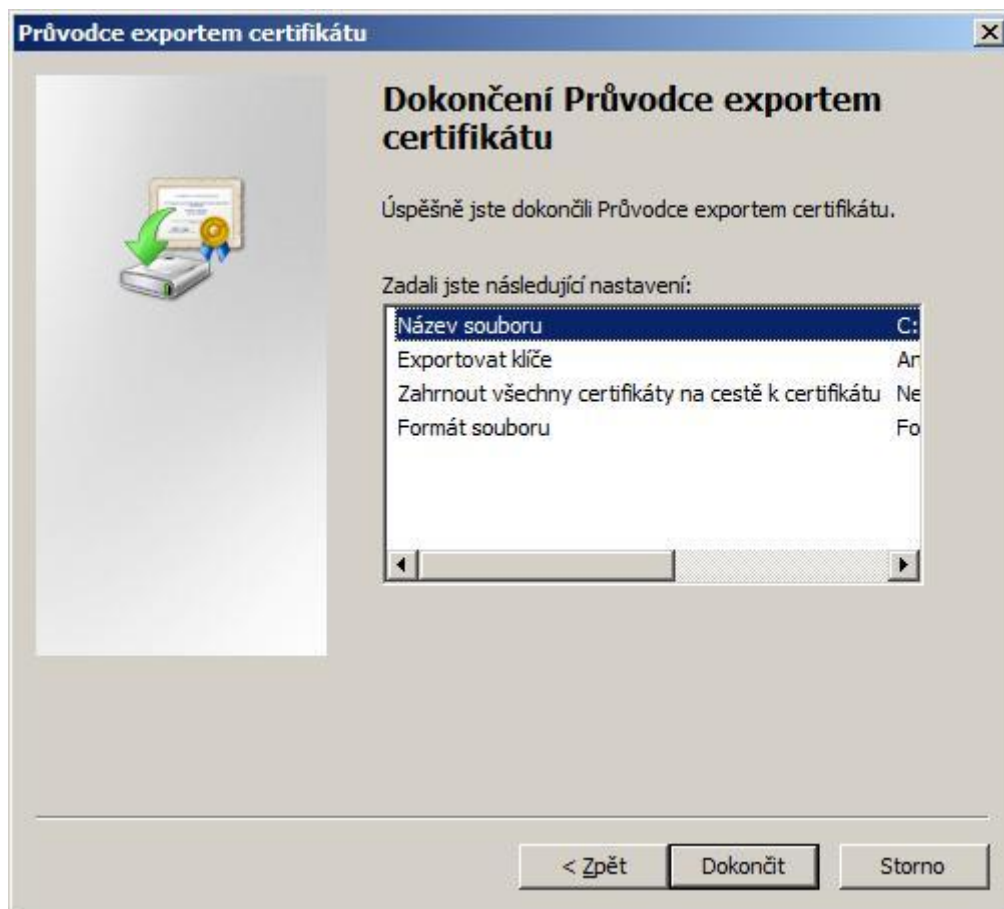 Průvodce exportem certifikátu
Dokončení Průvodce exportem
certifikátu
Úspěšně jste dokončili Průvodce exportem certifikátu.
Zadali jste následující nastavení:
Název souboru C:
Exportovat klíče An
Zahrnout všechny certifikáty na cestě k certifikátu Ne
Formát souboru Fo
< Zpět Dokončit Storno